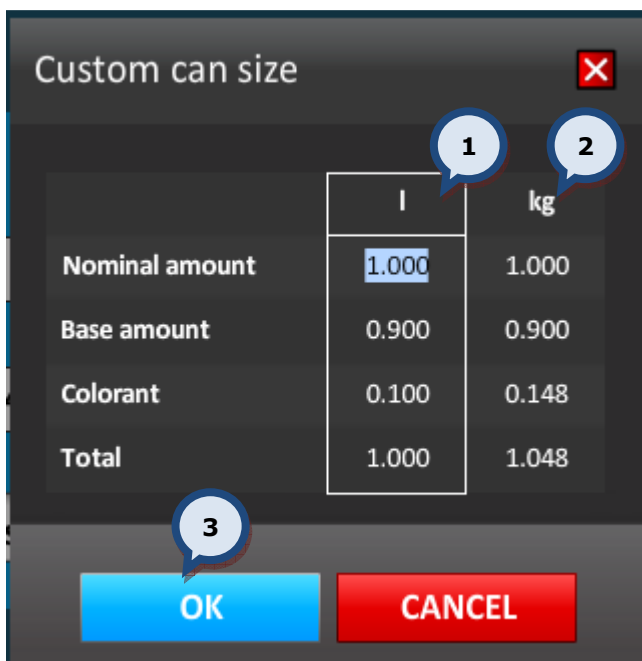 Custom can size
1 2
l kg
Nominal amount 1.000 1.000
Base amount 0.900 0.900
Colorant 0.100 0.148
Total 1.000 1.048
3
OK CANCEL